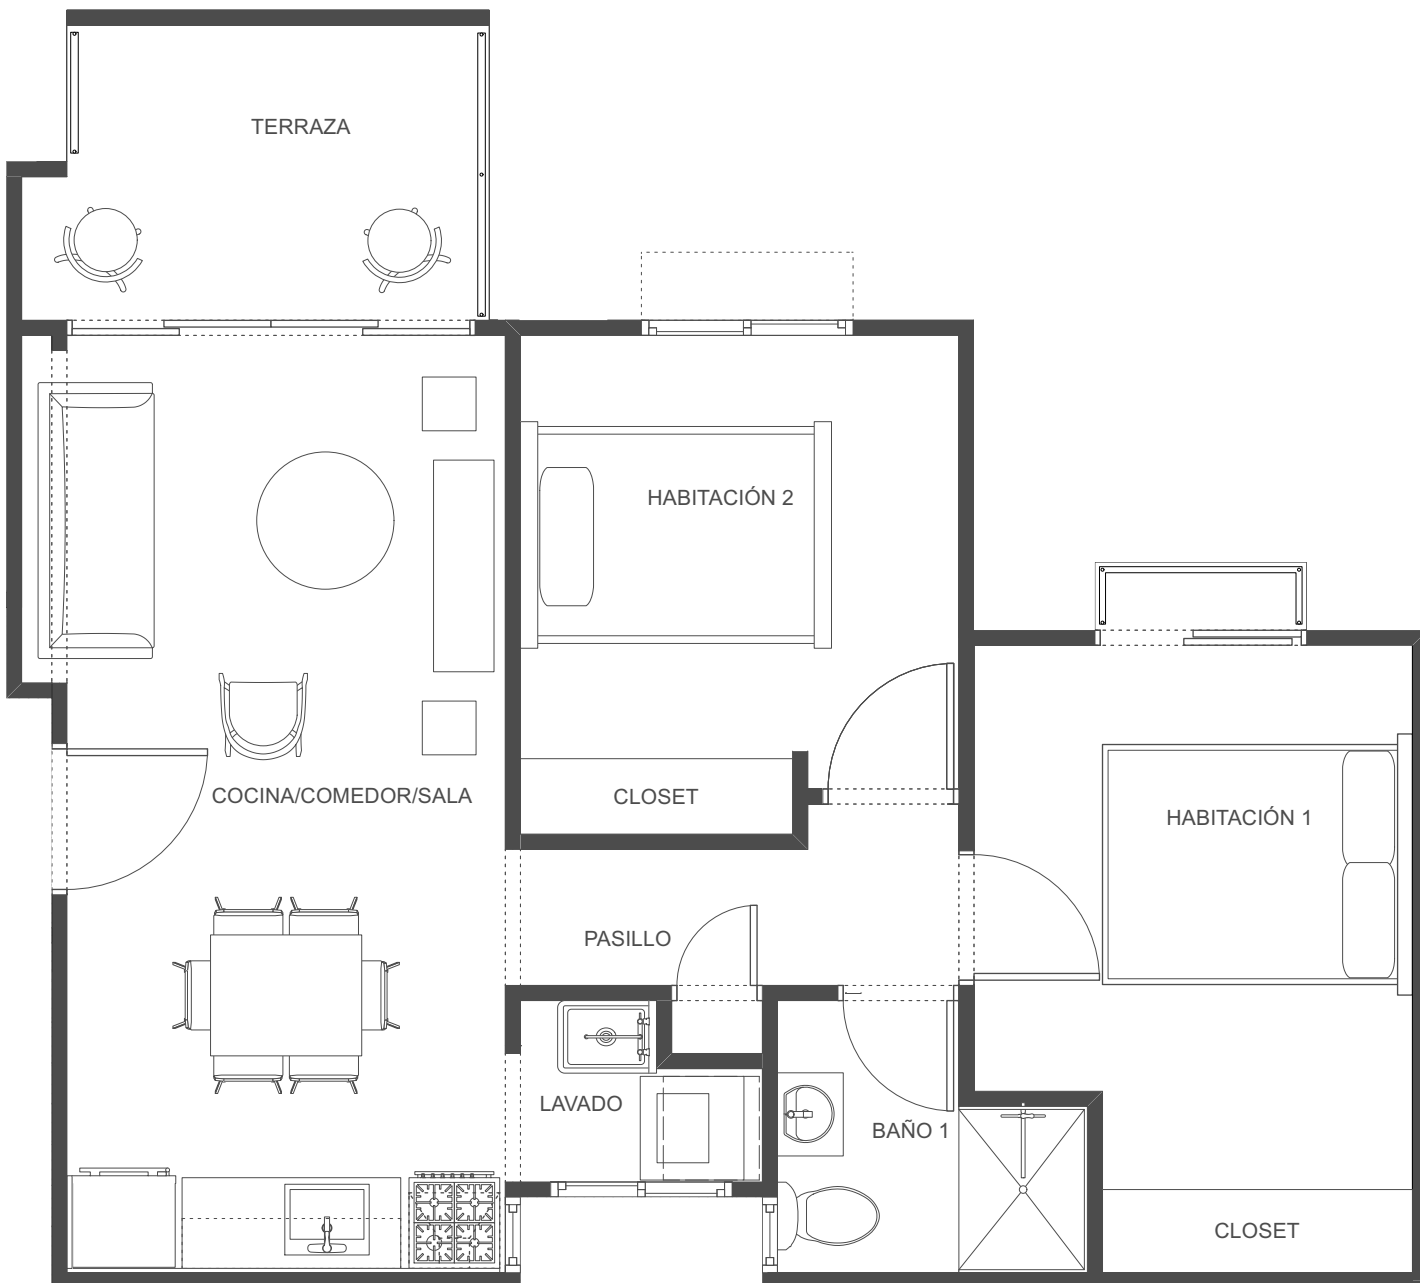 TERRAZA
HABITACIÓN 2
COCINA/COMEDOR/SALA
CLOSET
HABITACIÓN 1
PASILLO
LAVADO
BAÑO 1
CLOSET